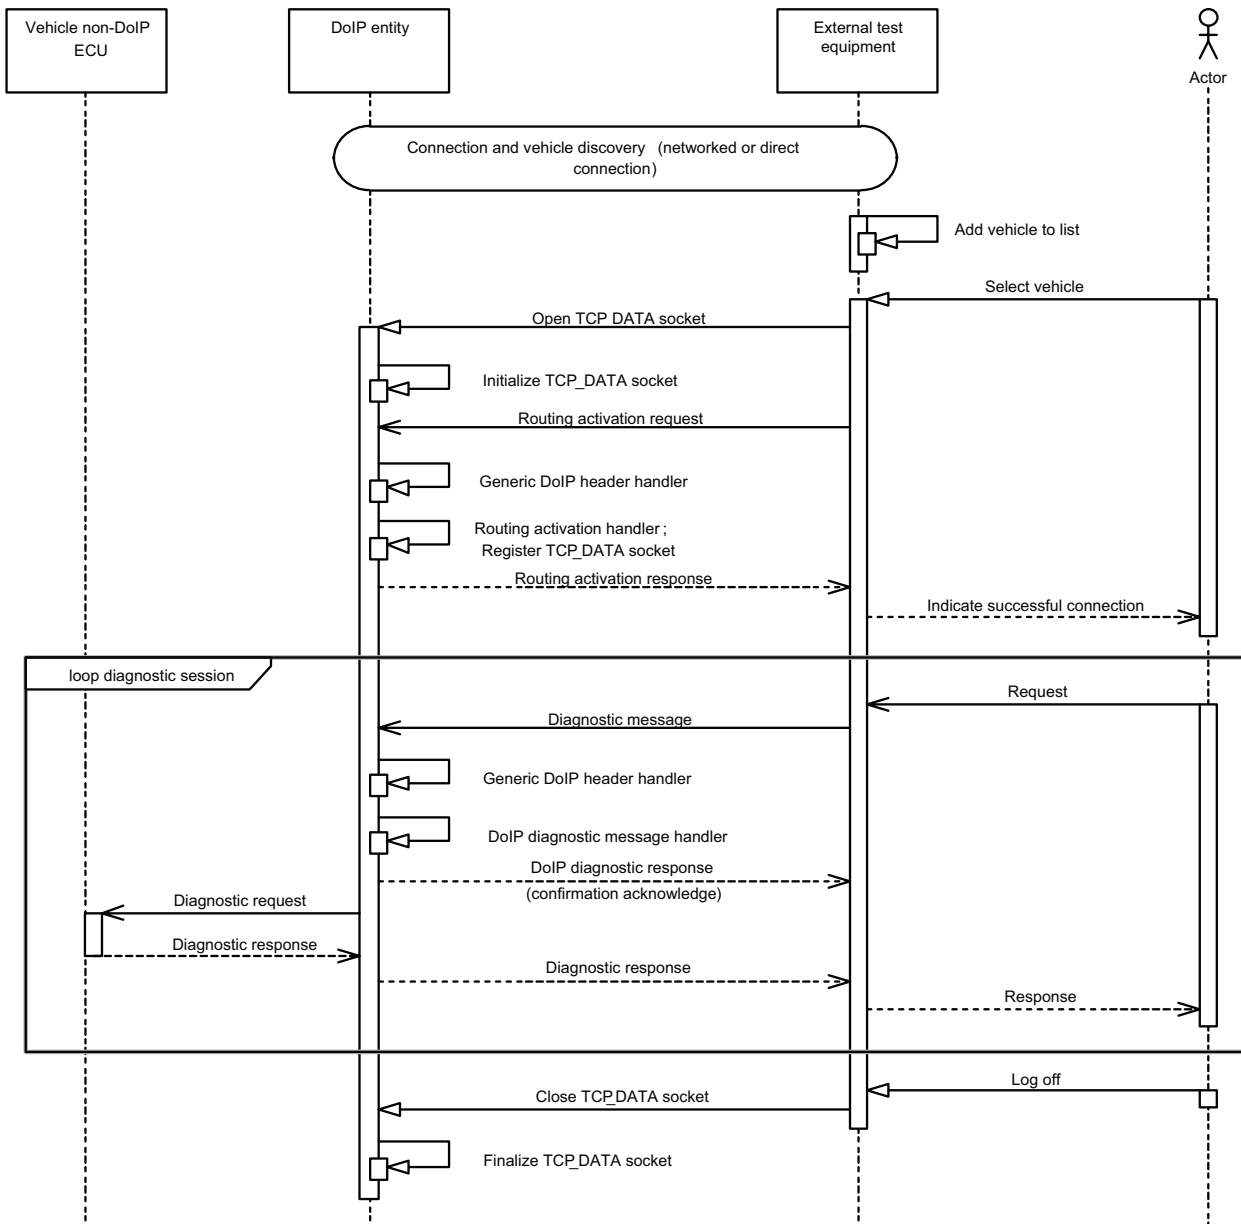 Vehicle non-DoIP
ECU
DoIP entity
External test
equipment
Actor
Connection and vehicle discovery (networked or direct
connection)
Add vehicle to list
Select vehicle
Open TCP DATA socket
Initialize TCP_DATA socket
Routing activation request
Generic DoIP header handler
Routing activation handler ;
Register TCP_DATA socket
Routing activation response
Indicate successful connection
loop diagnostic session
Request
Diagnostic message
Generic DoIP header handler
DoIP diagnostic message handler
DoIP diagnostic response
(confirmation acknowledge)
Diagnostic request
Diagnostic response
Diagnostic response
Response
Log off
Close TCP_DATA socket
Finalize TCP_DATA socket